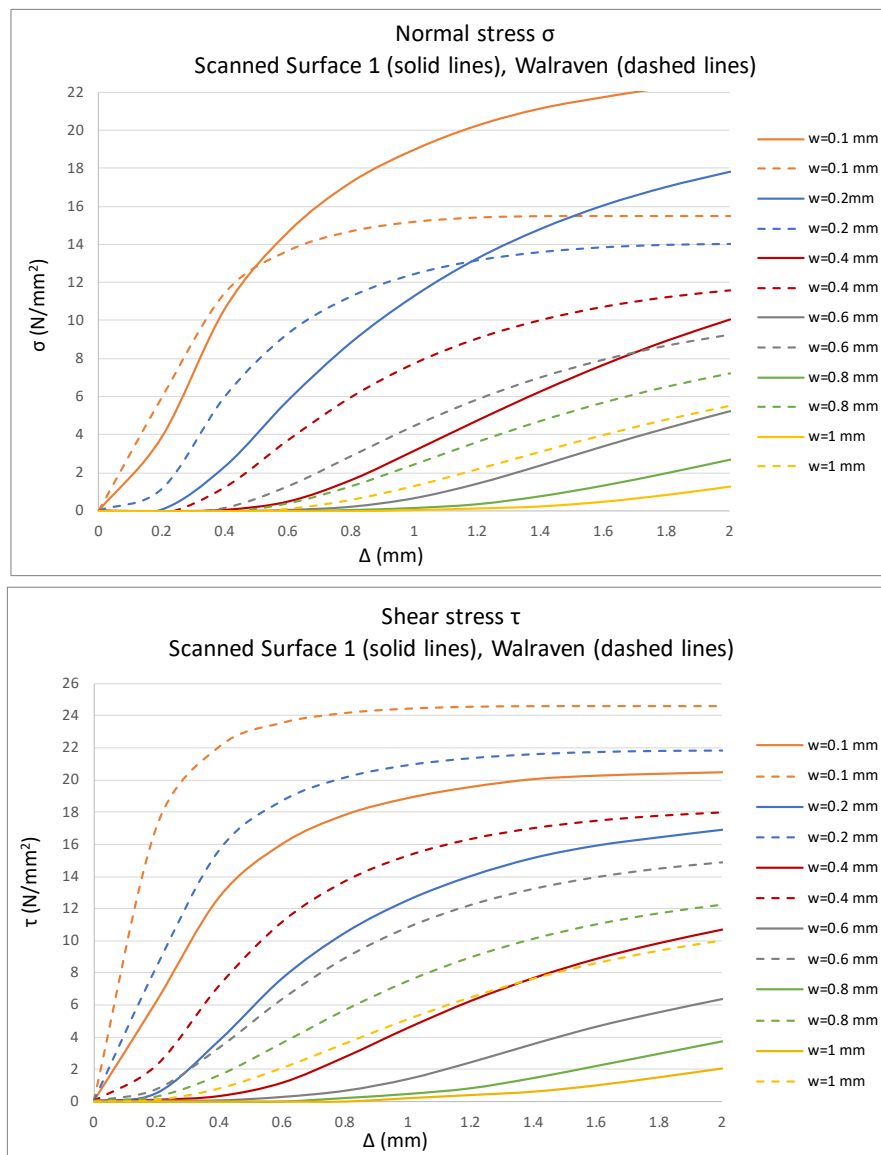 Normal stress σ
Scanned Surface 1 (solid lines), Walraven (dashed lines)
22
20
18
16
14
12
10
8
6
4
2
0
σ (N/mm²)
0 0.2 0.4 0.6 0.8 1 1.2 1.4 1.6 1.8 2
Δ (mm)
w=0.1 mm
w=0.1 mm
w=0.2mm
w=0.2 mm
w=0.4 mm
w=0.4 mm
w=0.6 mm
w=0.6 mm
w=0.8 mm
w=0.8 mm
w=1 mm
w=1 mm
Shear stress τ
Scanned Surface 1 (solid lines), Walraven (dashed lines)
26
24
22
20
18
16
14
12
10
8
6
4
2
0
τ (N/mm²)
0 0.2 0.4 0.6 0.8 1 1.2 1.4 1.6 1.8 2
Δ (mm)
w=0.1 mm
w=0.1 mm
w=0.2 mm
w=0.2 mm
w=0.4 mm
w=0.4 mm
w=0.6 mm
w=0.6 mm
w=0.8 mm
w=0.8 mm
w=1 mm
w=1 mm